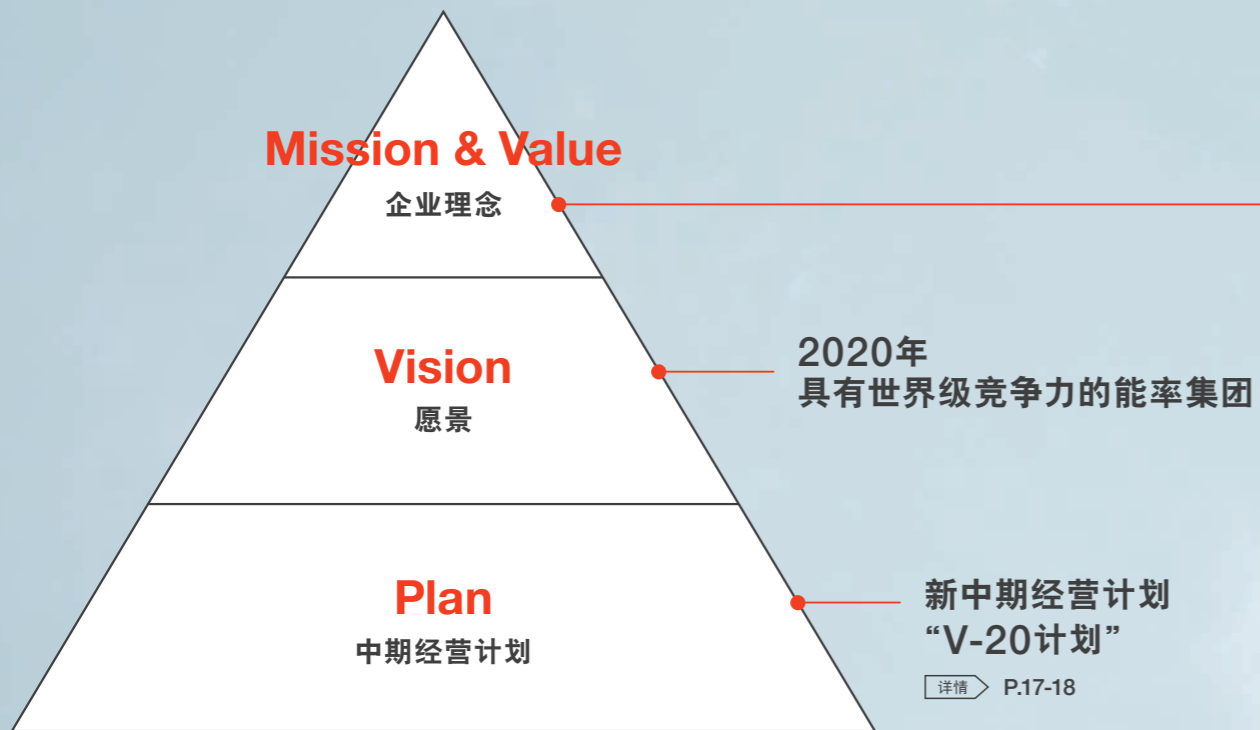 Mission & Value
企业理念
Vision
愿景
2020年
具有世界级竞争力的能率集团
Plan
中期经营计划
新中期经营计划
“V-20计划”
详情 P.17-18